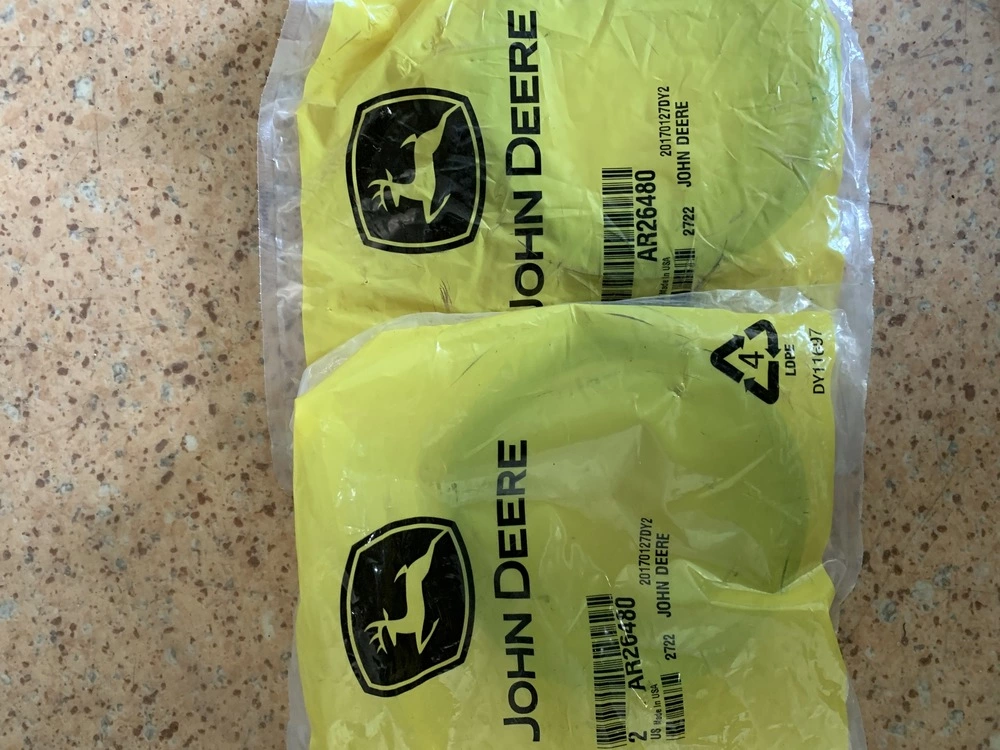 JOHN DEERE
20170127DY2
AR26480
JOHN DEERE
Made in USA
2722
4
LDPE
JOHN DEERE
20170127DY2
2
AR26480
JOHN DEERE
US Made in USA
2722